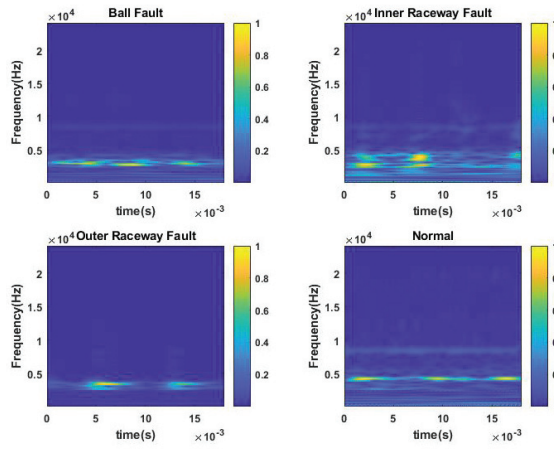 Ball Fault
×10⁴
Frequency(Hz)
2
1.5
1
0.5
0 5 10 15
time(s)
×10⁻³
1
0.8
0.6
0.4
0.2
Inner Raceway Fault
×10⁴
Frequency(Hz)
2
1.5
1
0.5
0 5 10 15
time(s)
×10⁻³
Outer Raceway Fault
×10⁴
Frequency(Hz)
2
1.5
1
0.5
0 5 10 15
time(s)
×10⁻³
1
0.8
0.6
0.4
0.2
Normal
×10⁴
Frequency(Hz)
2
1.5
1
0.5
0 5 10 15
time(s)
×10⁻³